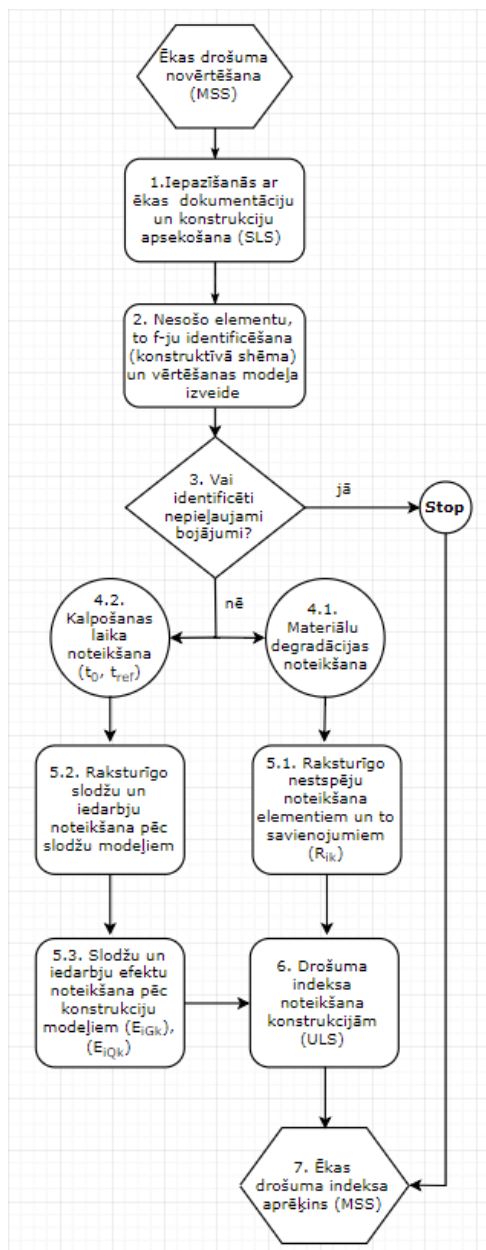 Ēkas drošuma
novērtēšana
(MSS)
1.Iepazīšanās ar
ēkas dokumentāciju
un konstrukciju
apsekošana (SLS)
2. Nesošo elementu,
to f-ju identificēšana
(konstruktīvā shēma)
un vērtēšanas modeļa
izveide
3. Vai
identificēti
nepieļaujami
bojājumi?
jā
Stop
nē
4.2.
Kalpošanas
laika
noteikšana
(t₀, t_ref)
4.1.
Materiālu
degradācijas
noteikšana
5.2. Raksturīgo
slodžu un
iedarbju
noteikšana pēc
slodžu modeļiem
5.1. Raksturīgo
nestspēju
noteikšana
elementiem un to
savienojumiem
(R_ik)
5.3. Slodžu un
iedarbju efektu
noteikšana pēc
konstrukciju
modeļiem (E_iGk),
(E_iQk)
6. Drošuma
indeksa
noteikšana
konstrukcijām
(ULS)
7. Ēkas
drošuma indeksa
aprēķins (MSS)